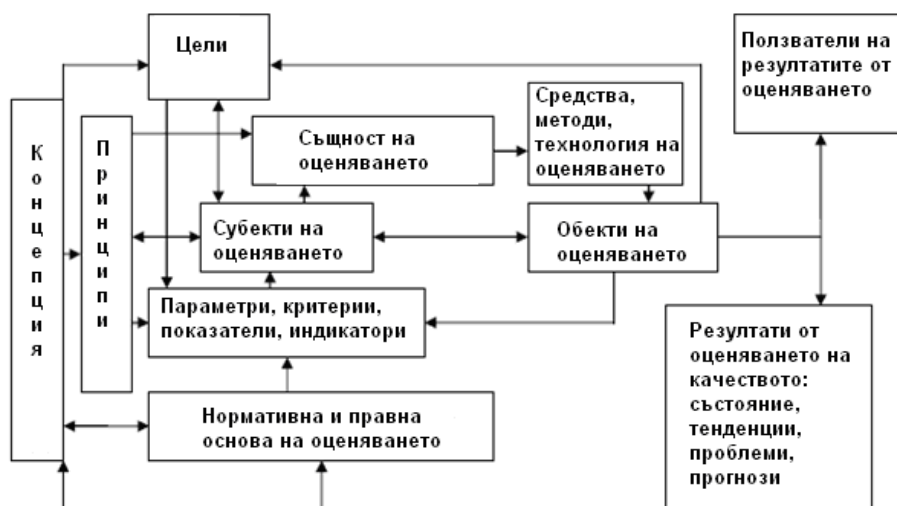 Цели
Ползватели на
резултатите от
оценяването
Средства,
методи,
технология на
оценяването
Концепция
Принципи
Същност на
оценяването
Субекти на
оценяването
Обекти на
оценяването
Параметри, критерии,
показатели, индикатори
Резултати от
оценяването на
качеството:
състояние,
тенденции,
проблеми,
прогнози
Нормативна и правна
основа на оценяването